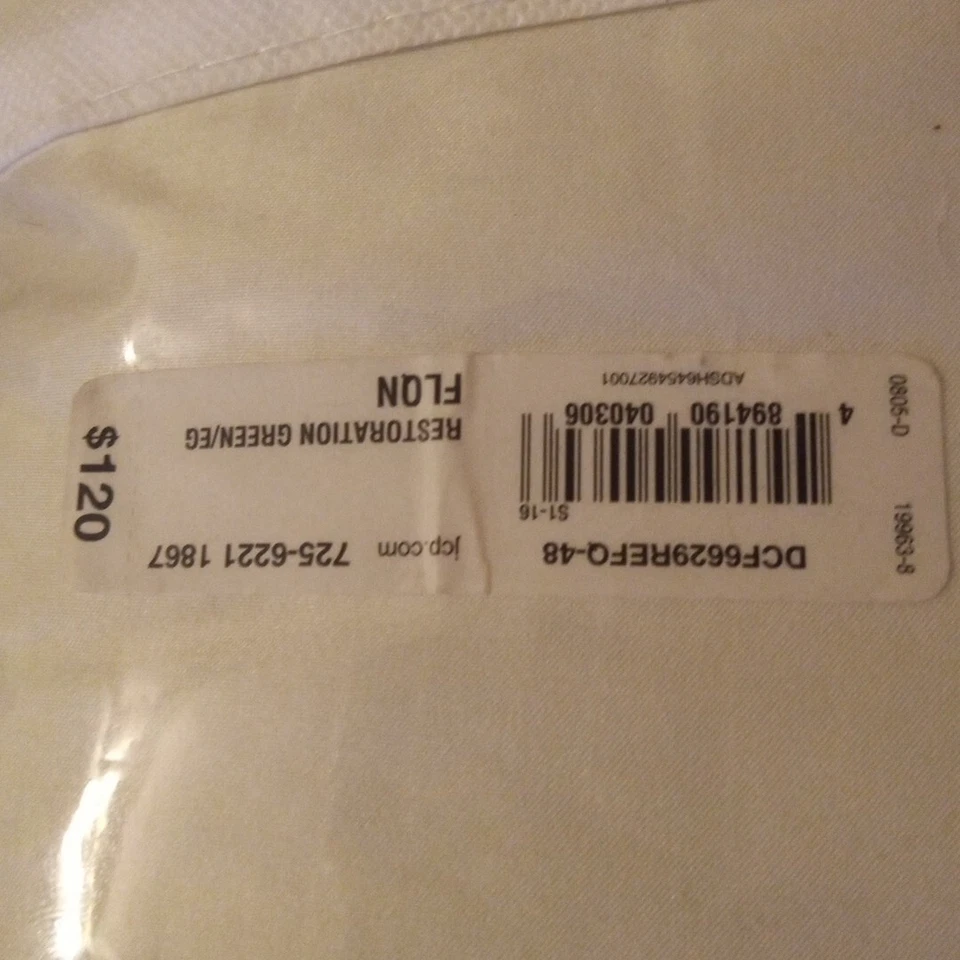 DCF6629REFQ-48
S1-16
4 894190 040306
ADSH6454927001
0805-D 19963-8
jcp.com 725-6221 1867
RESTORATION GREEN/EG
FLQN
$120